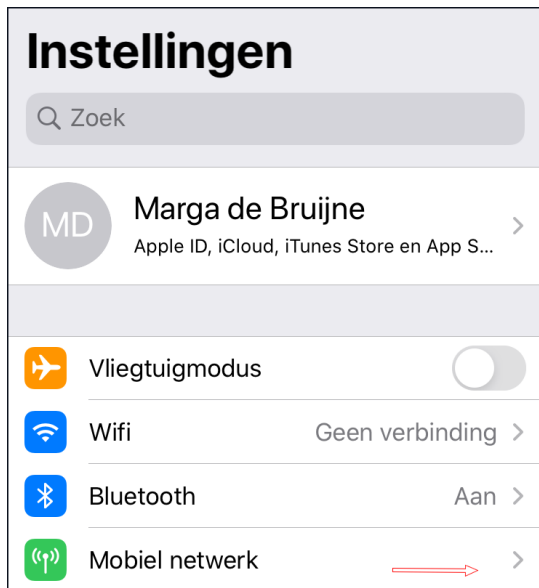 Instellingen
Zoek
MD
Marga de Bruijne
Apple ID, iCloud, iTunes Store en App S...
Vliegtuigmodus
Wifi Geen verbinding
Bluetooth Aan
Mobiel netwerk